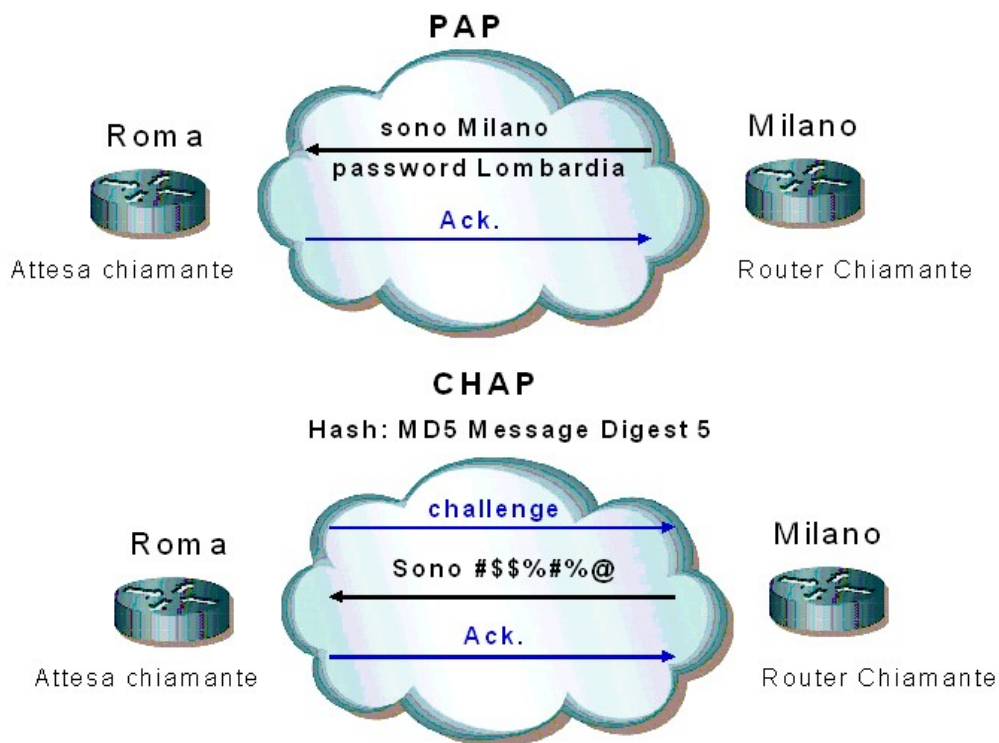 PAP
Roma
sono Milano
Milano
password Lombardia
Ack.
Attesa chiamante
Router Chiamante
CHAP
Hash: MD5 Message Digest 5
challenge
Roma
Milano
Sono #$$%#%@
Ack.
Attesa chiamante
Router Chiamante